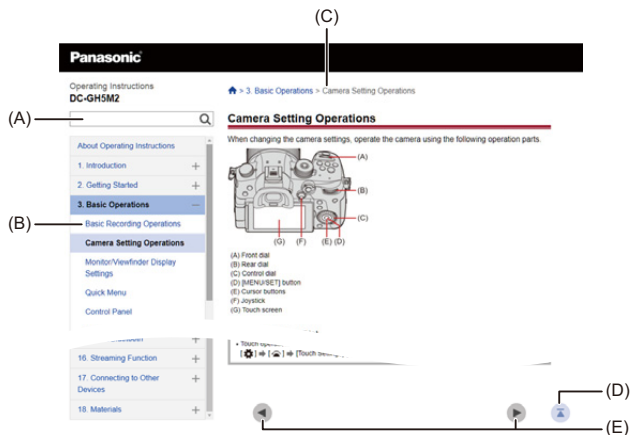 (C)
Panasonic
Operating Instructions
DC-GH5M2
> 3. Basic Operations > Camera Setting Operations
(A)
Camera Setting Operations
When changing the camera settings, operate the camera using the following operation parts.
About Operating Instructions
1. Introduction +
2. Getting Started +
3. Basic Operations −
(B)
Basic Recording Operations
Camera Setting Operations
Monitor/Viewfinder Display
Settings
Quick Menu
Control Panel
(A)
(B)
(C)
(G) (F) (E) (D)
(A) Front dial
(B) Rear dial
(C) Control dial
(D) [MENU/SET] button
(E) Cursor buttons
(F) Joystick
(G) Touch screen
+
16. Streaming Function +
17. Connecting to Other +
Devices
18. Materials +
• Touch
[Touch
(D)
(E)